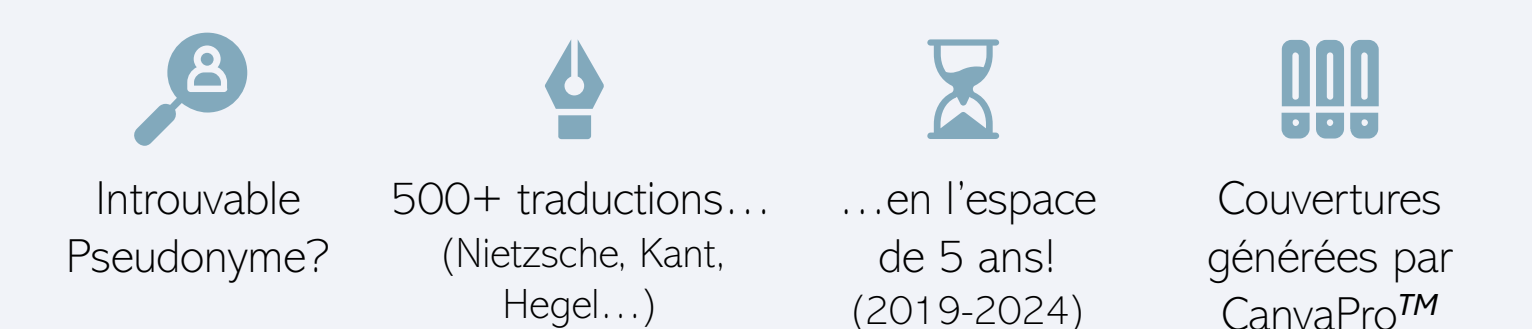 Introuvable
Pseudonyme?
500+ traductions…
(Nietzsche, Kant,
Hegel…)
…en l’espace
de 5 ans!
(2019-2024)
Couvertures
générées par
CanvaPro™